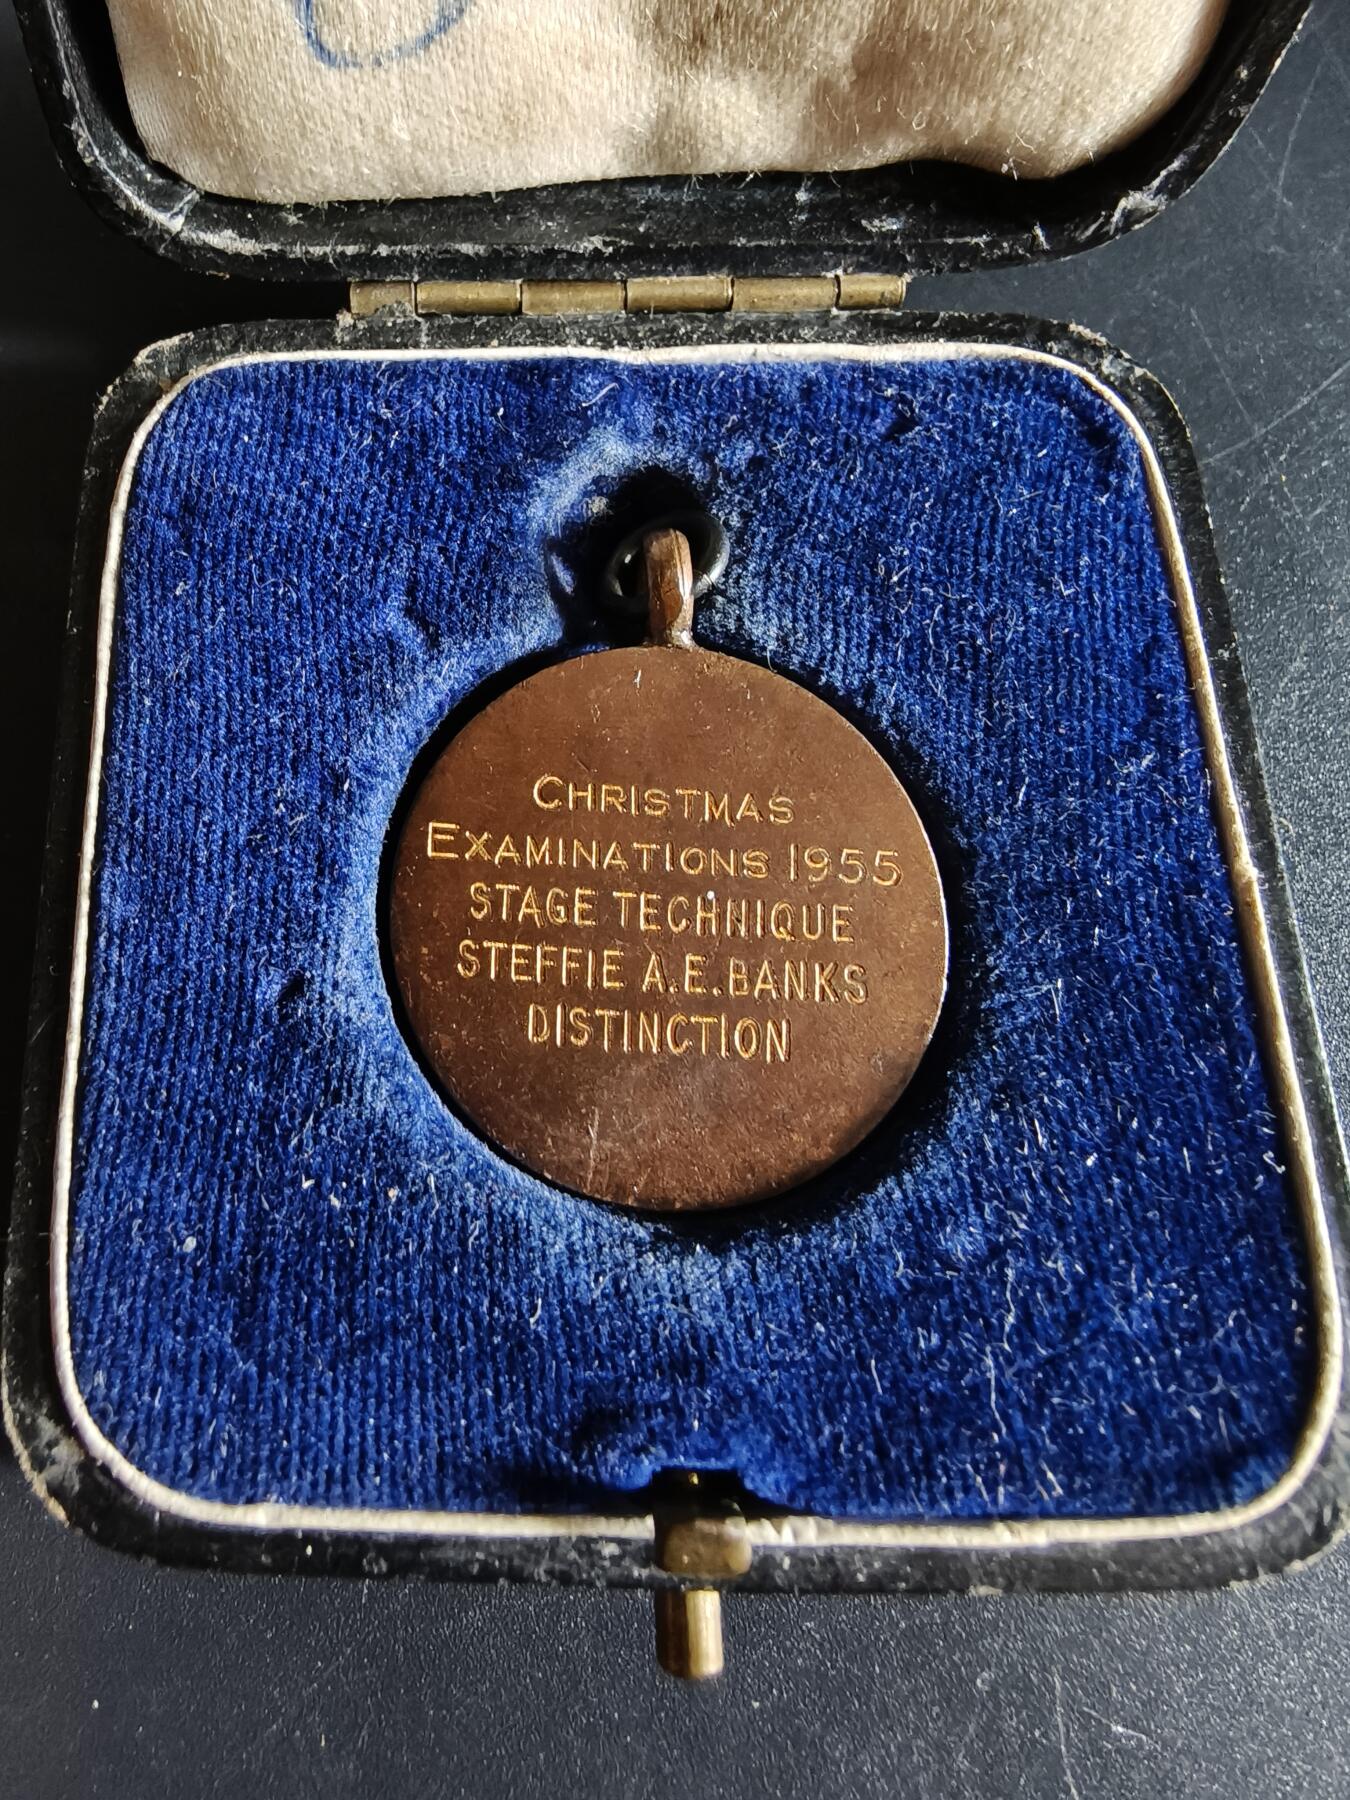 CHRISTMAS
EXAMINATIONS 1955
STAGE TECHNIQUE
STEFFIE A.E.BANKS
DISTINCTION